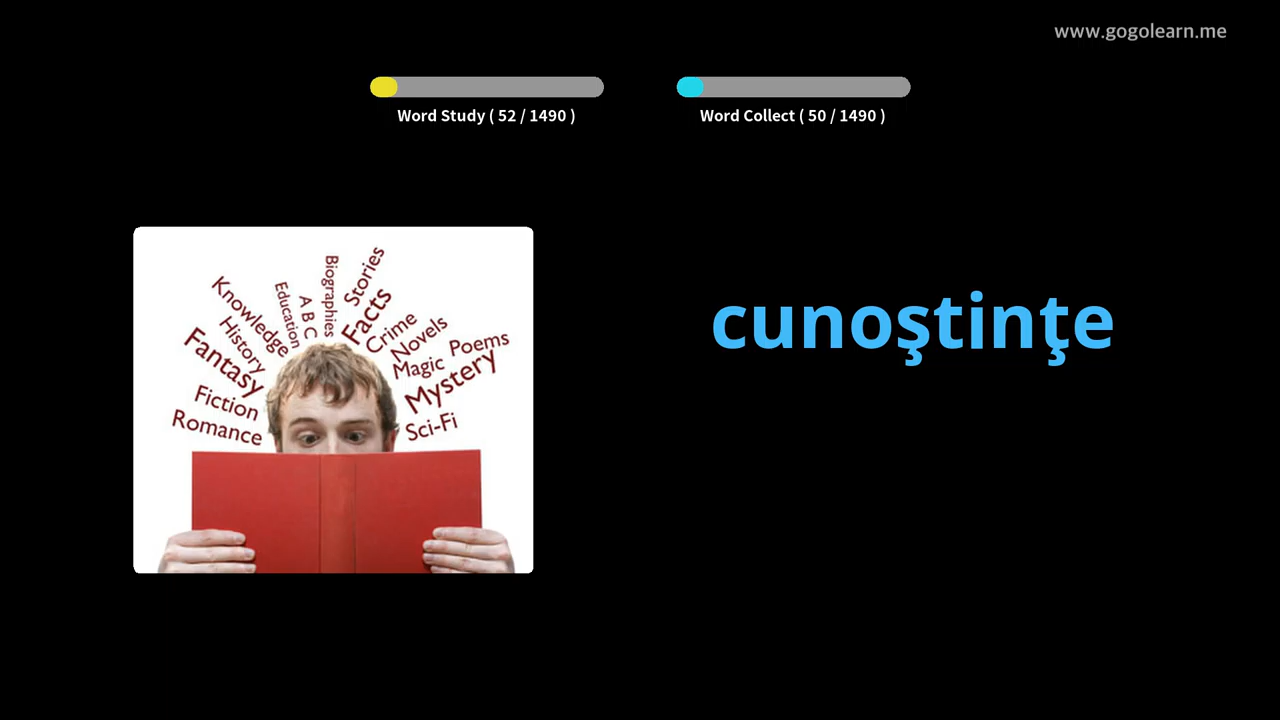 www.gogolearn.me
Word Study ( 52 / 1490 )
Word Collect ( 50 / 1490 )
cunoştinţe
Stories
Biographies
Facts
Education
A B C
Knowledge
Crime
History
Novels
Poems
Fantasy
Magic
Mystery
Fiction
Romance
Sci-Fi